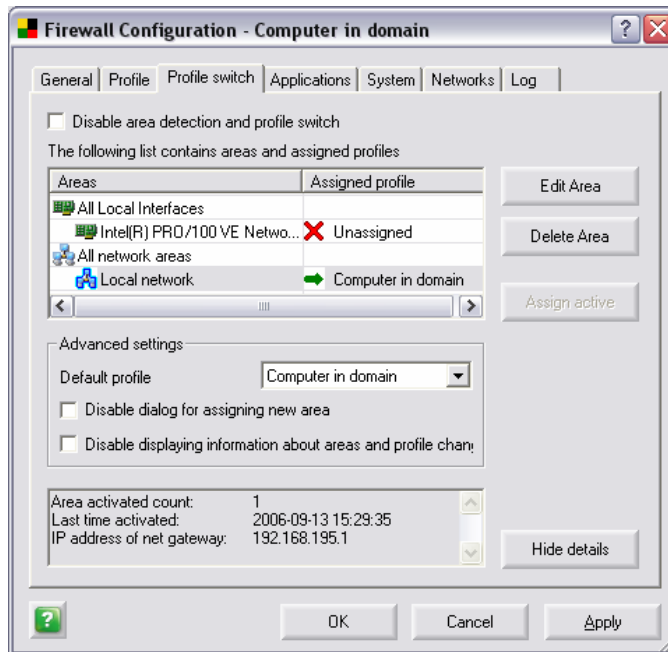 Firewall Configuration - Computer in domain
General Profile Profile switch Applications System Networks Log
Disable area detection and profile switch
The following list contains areas and assigned profiles
Areas Assigned profile
All Local Interfaces
Intel(R) PRO/100 VE Netwo... Unassigned
All network areas
Local network Computer in domain
Edit Area
Delete Area
Assign active
Advanced settings
Default profile Computer in domain
Disable dialog for assigning new area
Disable displaying information about areas and profile chan
Area activated count: 1
Last time activated: 2006-09-13 15:29:35
IP address of net gateway: 192.168.195.1
Hide details
OK Cancel Apply